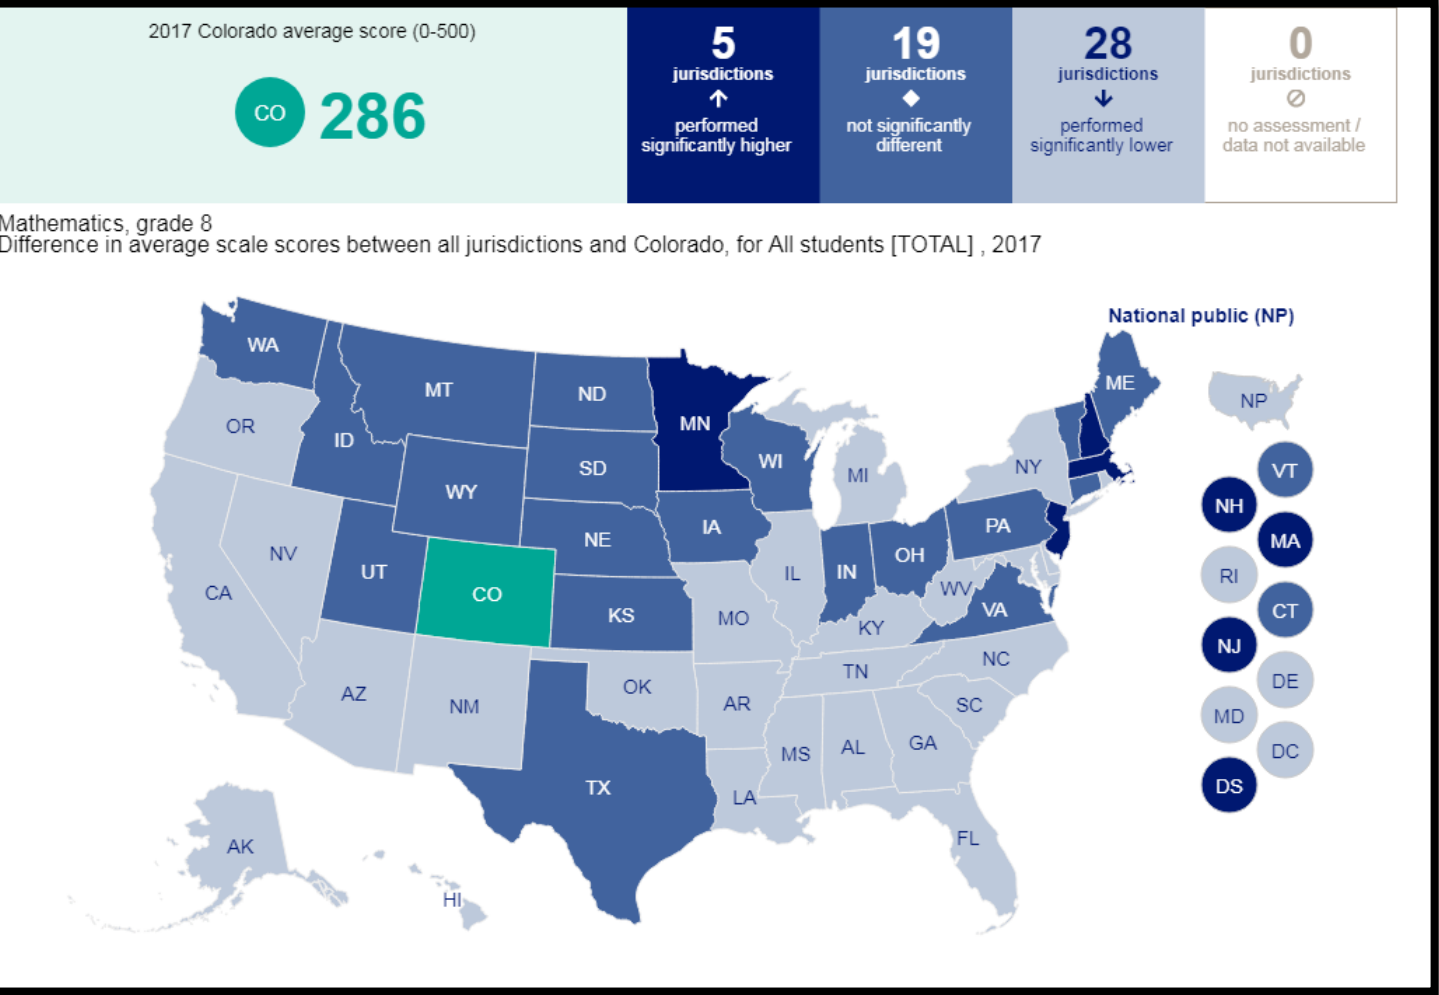 2017 Colorado average score (0-500)
CO 286
5
jurisdictions
performed
significantly higher
19
jurisdictions
not significantly
different
28
jurisdictions
performed
significantly lower
0
jurisdictions
no assessment /
data not available
Mathematics, grade 8
Difference in average scale scores between all jurisdictions and Colorado, for All students [TOTAL] , 2017
National public (NP)
WA
MT
ND
MN
ME
NP
OR
ID
SD
WI
MI
NY
VT
WY
NH
NE
IA
PA
MA
NV
UT
CO
IN
OH
IL
RI
CA
KS
MO
KY
WV
VA
CT
NJ
AZ
NM
OK
AR
TN
NC
SC
DE
MD
TX
MS
AL
GA
DC
LA
DS
AK
HI
FL